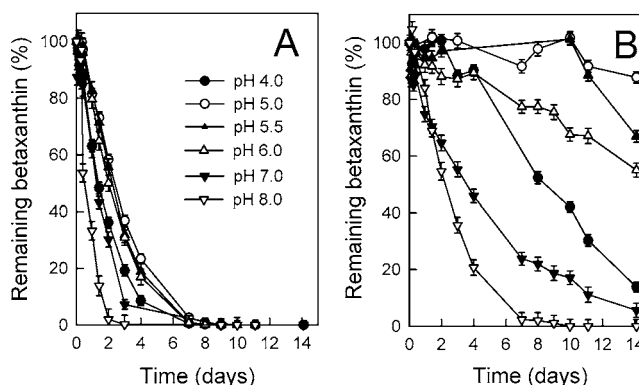 A
B
Remaining betaxanthin (%)
Remaining betaxanthin (%)
100
80
60
40
20
0
100
80
60
40
20
0
pH 4.0
pH 5.0
pH 5.5
pH 6.0
pH 7.0
pH 8.0
0 2 4 6 8 10 12 14
0 2 4 6 8 10 12 14
Time (days)
Time (days)